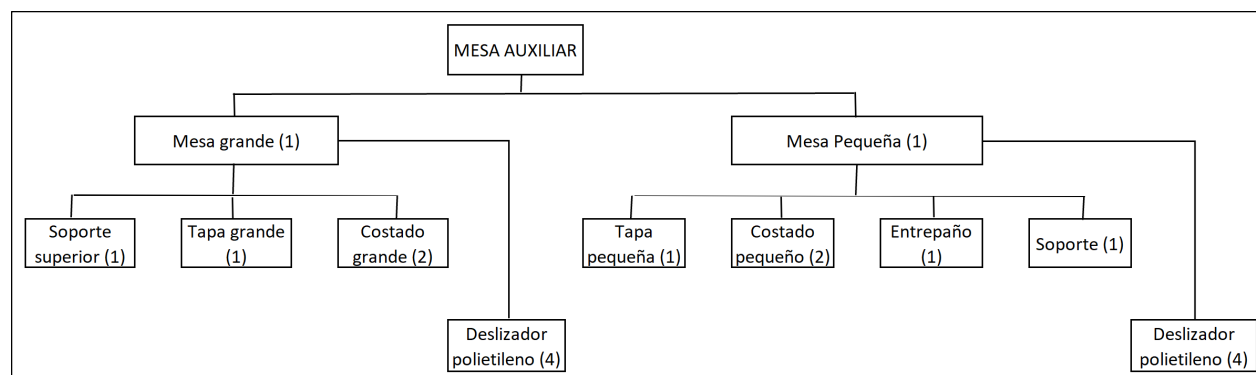 MESA AUXILIAR
Mesa grande (1)
Mesa Pequeña (1)
Soporte
superior (1)
Tapa grande
(1)
Costado
grande (2)
Tapa
pequeña (1)
Costado
pequeño (2)
Entrepaño
(1)
Soporte (1)
Deslizador
polietileno (4)
Deslizador
polietileno (4)